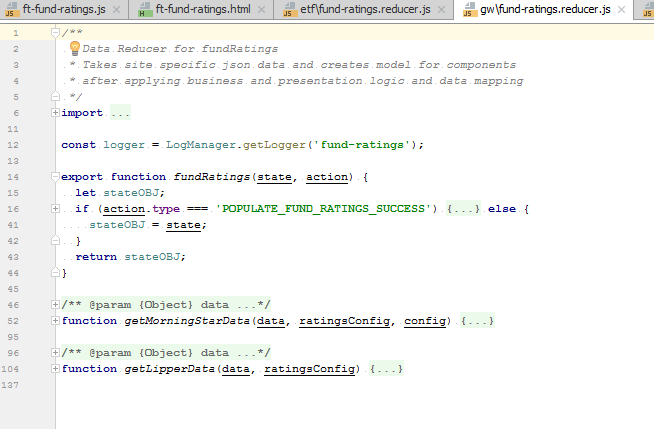 ft-fund-ratings.js ft-fund-ratings.html etf\fund-ratings.reducer.js gw\fund-ratings.reducer.js
1 /**
2 Data Reducer for fundRatings
3 * Takes site specific json data and creates model for components
4 * after applying business and presentation logic and data mapping
5 */
6 import ...
11
12 const logger = LogManager.getLogger('fund-ratings');
13
14 export function fundRatings(state, action) {
15 let stateOBJ;
16 if (action.type === 'POPULATE_FUND_RATINGS_SUCCESS') {...} else {
41 stateOBJ = state;
42 }
43 return stateOBJ;
44 }
45
46 /** @param {Object} data ...*/
52 function getMorningStarData(data, ratingsConfig, config) {...}
95
96 /** @param {Object} data ...*/
104 function getLipperData(data, ratingsConfig) {...}
137